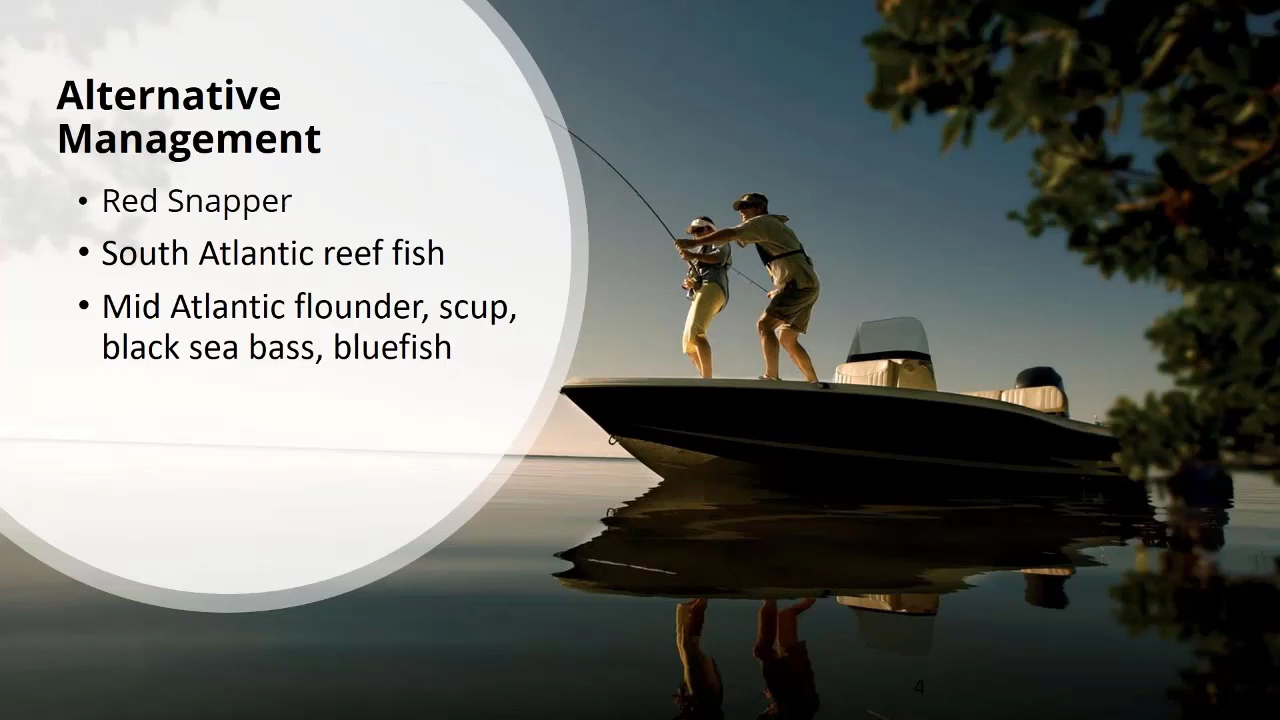 Alternative
Management
• Red Snapper
• South Atlantic reef fish
• Mid Atlantic flounder, scup,
black sea bass, bluefish
4